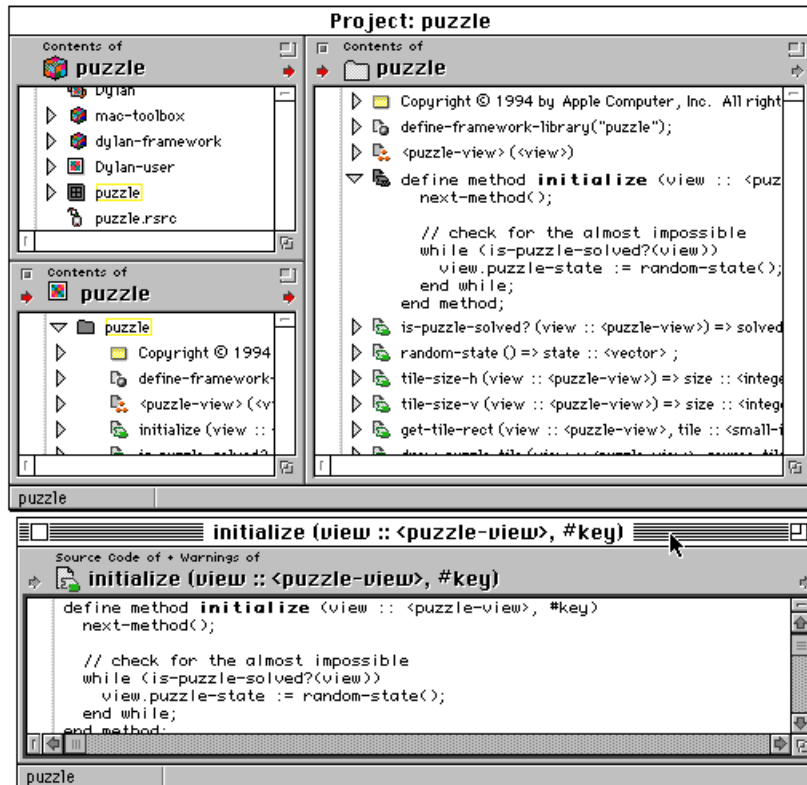 Project: puzzle
Contents of
puzzle
Dylan
mac-toolbox
dylan-framework
Dylan-user
puzzle
puzzle.rsrc
Contents of
puzzle
puzzle
Copyright © 1994
define-framework-
<puzzle-view> (<v
initialize (view ::
is-puzzle-solved?
Contents of
puzzle
Copyright © 1994 by Apple Computer, Inc. All right
define-framework-library("puzzle");
<puzzle-view> (<view>)
define method initialize (view :: <puz
next-method();
// check for the almost impossible
while (is-puzzle-solved?(view))
view.puzzle-state := random-state();
end while;
end method;
is-puzzle-solved? (view :: <puzzle-view>) => solved
random-state () => state :: <vector> ;
tile-size-h (view :: <puzzle-view>) => size :: <intege
tile-size-v (view :: <puzzle-view>) => size :: <intege
get-tile-rect (view :: <puzzle-view>, tile :: <small-i
puzzle
initialize (view :: <puzzle-view>, #key)
Source Code of + Warnings of
initialize (view :: <puzzle-view>, #key)
define method initialize (view :: <puzzle-view>, #key)
next-method();
// check for the almost impossible
while (is-puzzle-solved?(view))
view.puzzle-state := random-state();
end while;
end method;
puzzle